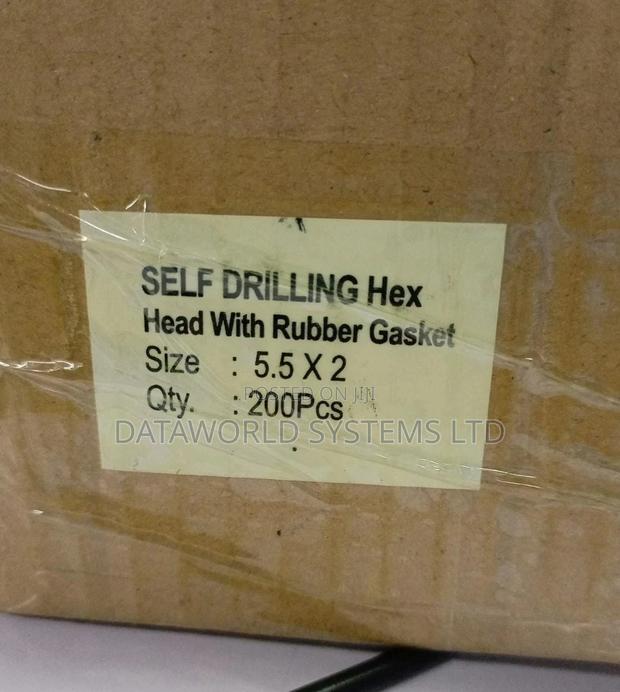 SELF DRILLING Hex
Head With Rubber Gasket
Size : 5.5 X 2
POSTED ON JIJI
Qty. : 200Pcs
DATAWORLD SYSTEMS LTD